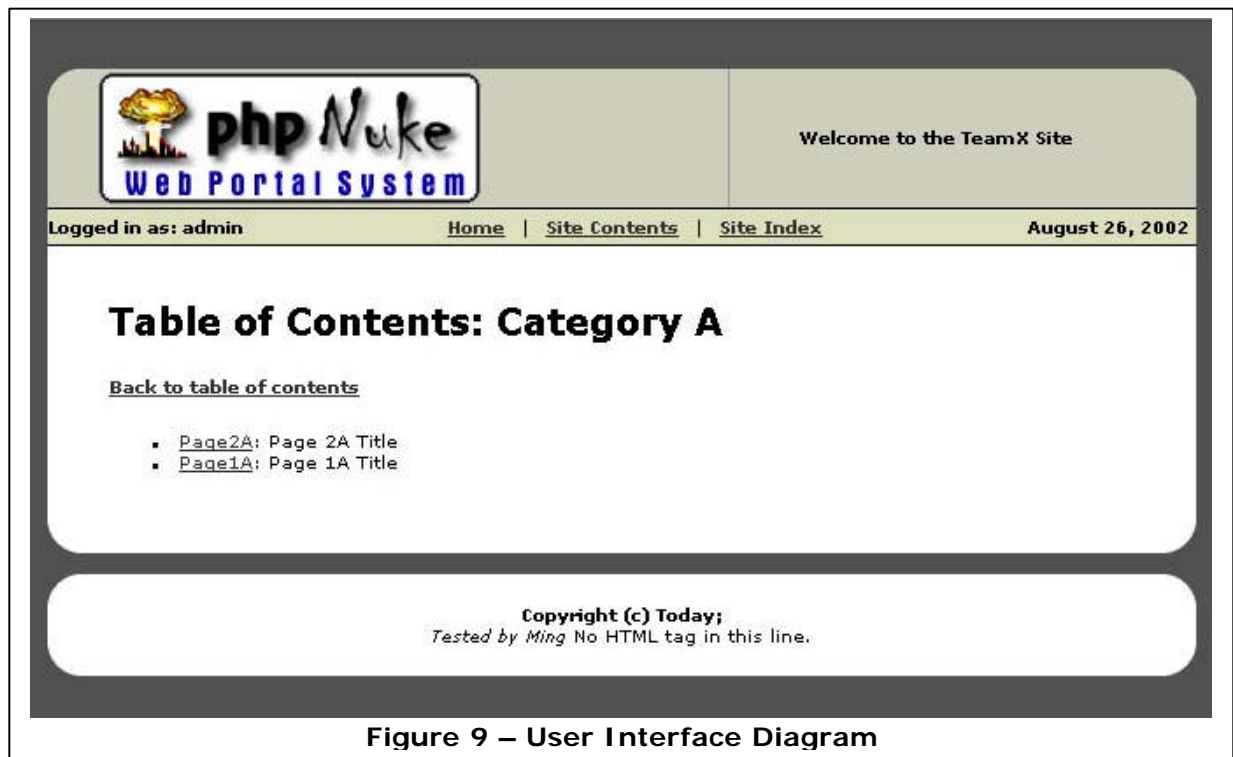 php Nuke
Web Portal System
Welcome to the TeamX Site
Logged in as: admin
Home | Site Contents | Site Index
August 26, 2002
Table of Contents: Category A
Back to table of contents
Page2A: Page 2A Title
Page1A: Page 1A Title
Copyright (c) Today;
Tested by Ming No HTML tag in this line.
Figure 9 – User Interface Diagram